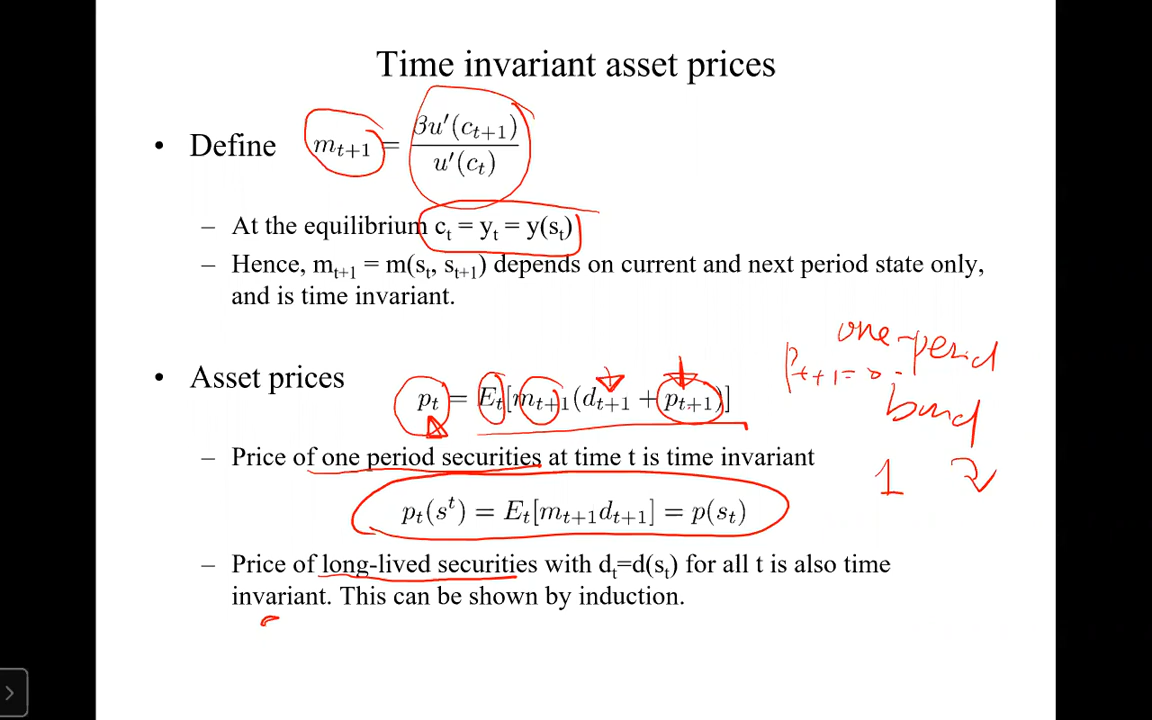 Time invariant asset prices
• Define m_{t+1} = βu'(c_{t+1}) / u'(c_t)
– At the equilibrium c_t = y_t = y(s_t)
– Hence, m_{t+1} = m(s_t, s_{t+1}) depends on current and next period state only,
and is time invariant.
one-period
p_{t+1} = 0
bond
1 2
• Asset prices
p_t = E_t[m_{t+1}(d_{t+1} + p_{t+1})]
– Price of one period securities at time t is time invariant
p_t(s^t) = E_t[m_{t+1}d_{t+1}] = p(s_t)
– Price of long-lived securities with d_t=d(s_t) for all t is also time
invariant. This can be shown by induction.